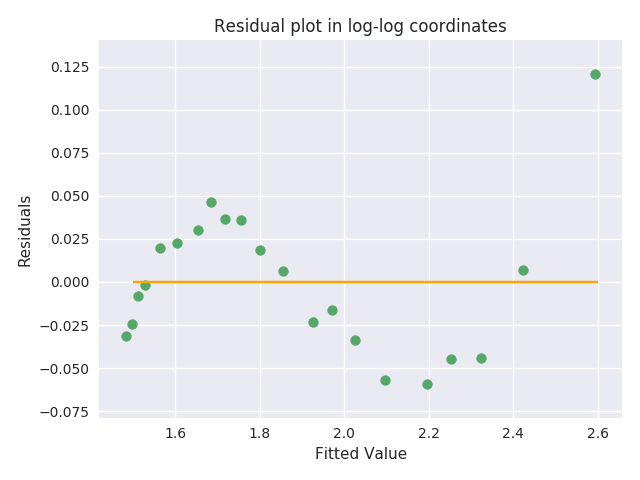 Residual plot in log-log coordinates
0.125
0.100
0.075
0.050
0.025
0.000
−0.025
−0.050
−0.075
Residuals
1.6 1.8 2.0 2.2 2.4 2.6
Fitted Value